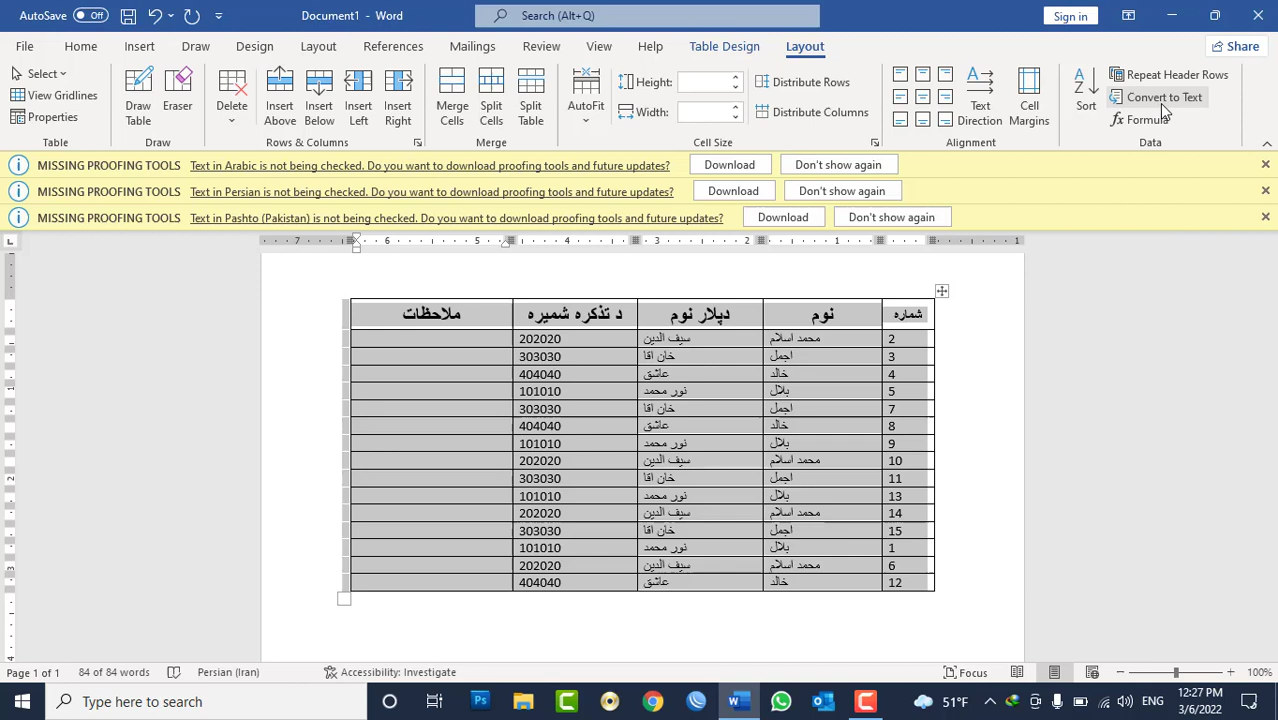 AutoSave Off Document1 - Word Search (Alt+Q) Sign in
File Home Insert Draw Design Layout References Mailings Review View Help Table Design Layout Share
Select
View Gridlines
Properties
Table
Draw Table
Eraser
Draw
Delete
Insert Above
Insert Below
Insert Left
Insert Right
Rows & Columns
Merge Cells
Split Cells
Split Table
Merge
AutoFit
Height:
Width:
Distribute Rows
Distribute Columns
Cell Size
Text Direction
Cell Margins
Alignment
Sort
Repeat Header Rows
Convert to Text
Formula
Data
MISSING PROOFING TOOLS Text in Arabic is not being checked. Do you want to download proofing tools and future updates? Download Don't show again
MISSING PROOFING TOOLS Text in Persian is not being checked. Do you want to download proofing tools and future updates? Download Don't show again
MISSING PROOFING TOOLS Text in Pashto (Pakistan) is not being checked. Do you want to download proofing tools and future updates? Download Don't show again
7 6 5 4 3 2 1 1
شماره نوم دپلار نوم د تذکره شمیره ملاحظات
2 محمد اسلام سیف الدین 202020
3 اجمل خان اقا 303030
4 خالد عاشق 404040
5 بلال نور محمد 101010
7 اجمل خان اقا 303030
8 خالد عاشق 404040
9 بلال نور محمد 101010
10 محمد اسلام سیف الدین 202020
11 اجمل خان اقا 303030
13 بلال نور محمد 101010
14 محمد اسلام سیف الدین 202020
15 اجمل خان اقا 303030
1 بلال نور محمد 101010
6 محمد اسلام سیف الدین 202020
12 خالد عاشق 404040
Page 1 of 1 84 of 84 words Persian (Iran) Accessibility: Investigate Focus 100%
Type here to search 51°F ENG 12:27 PM
3/6/2022